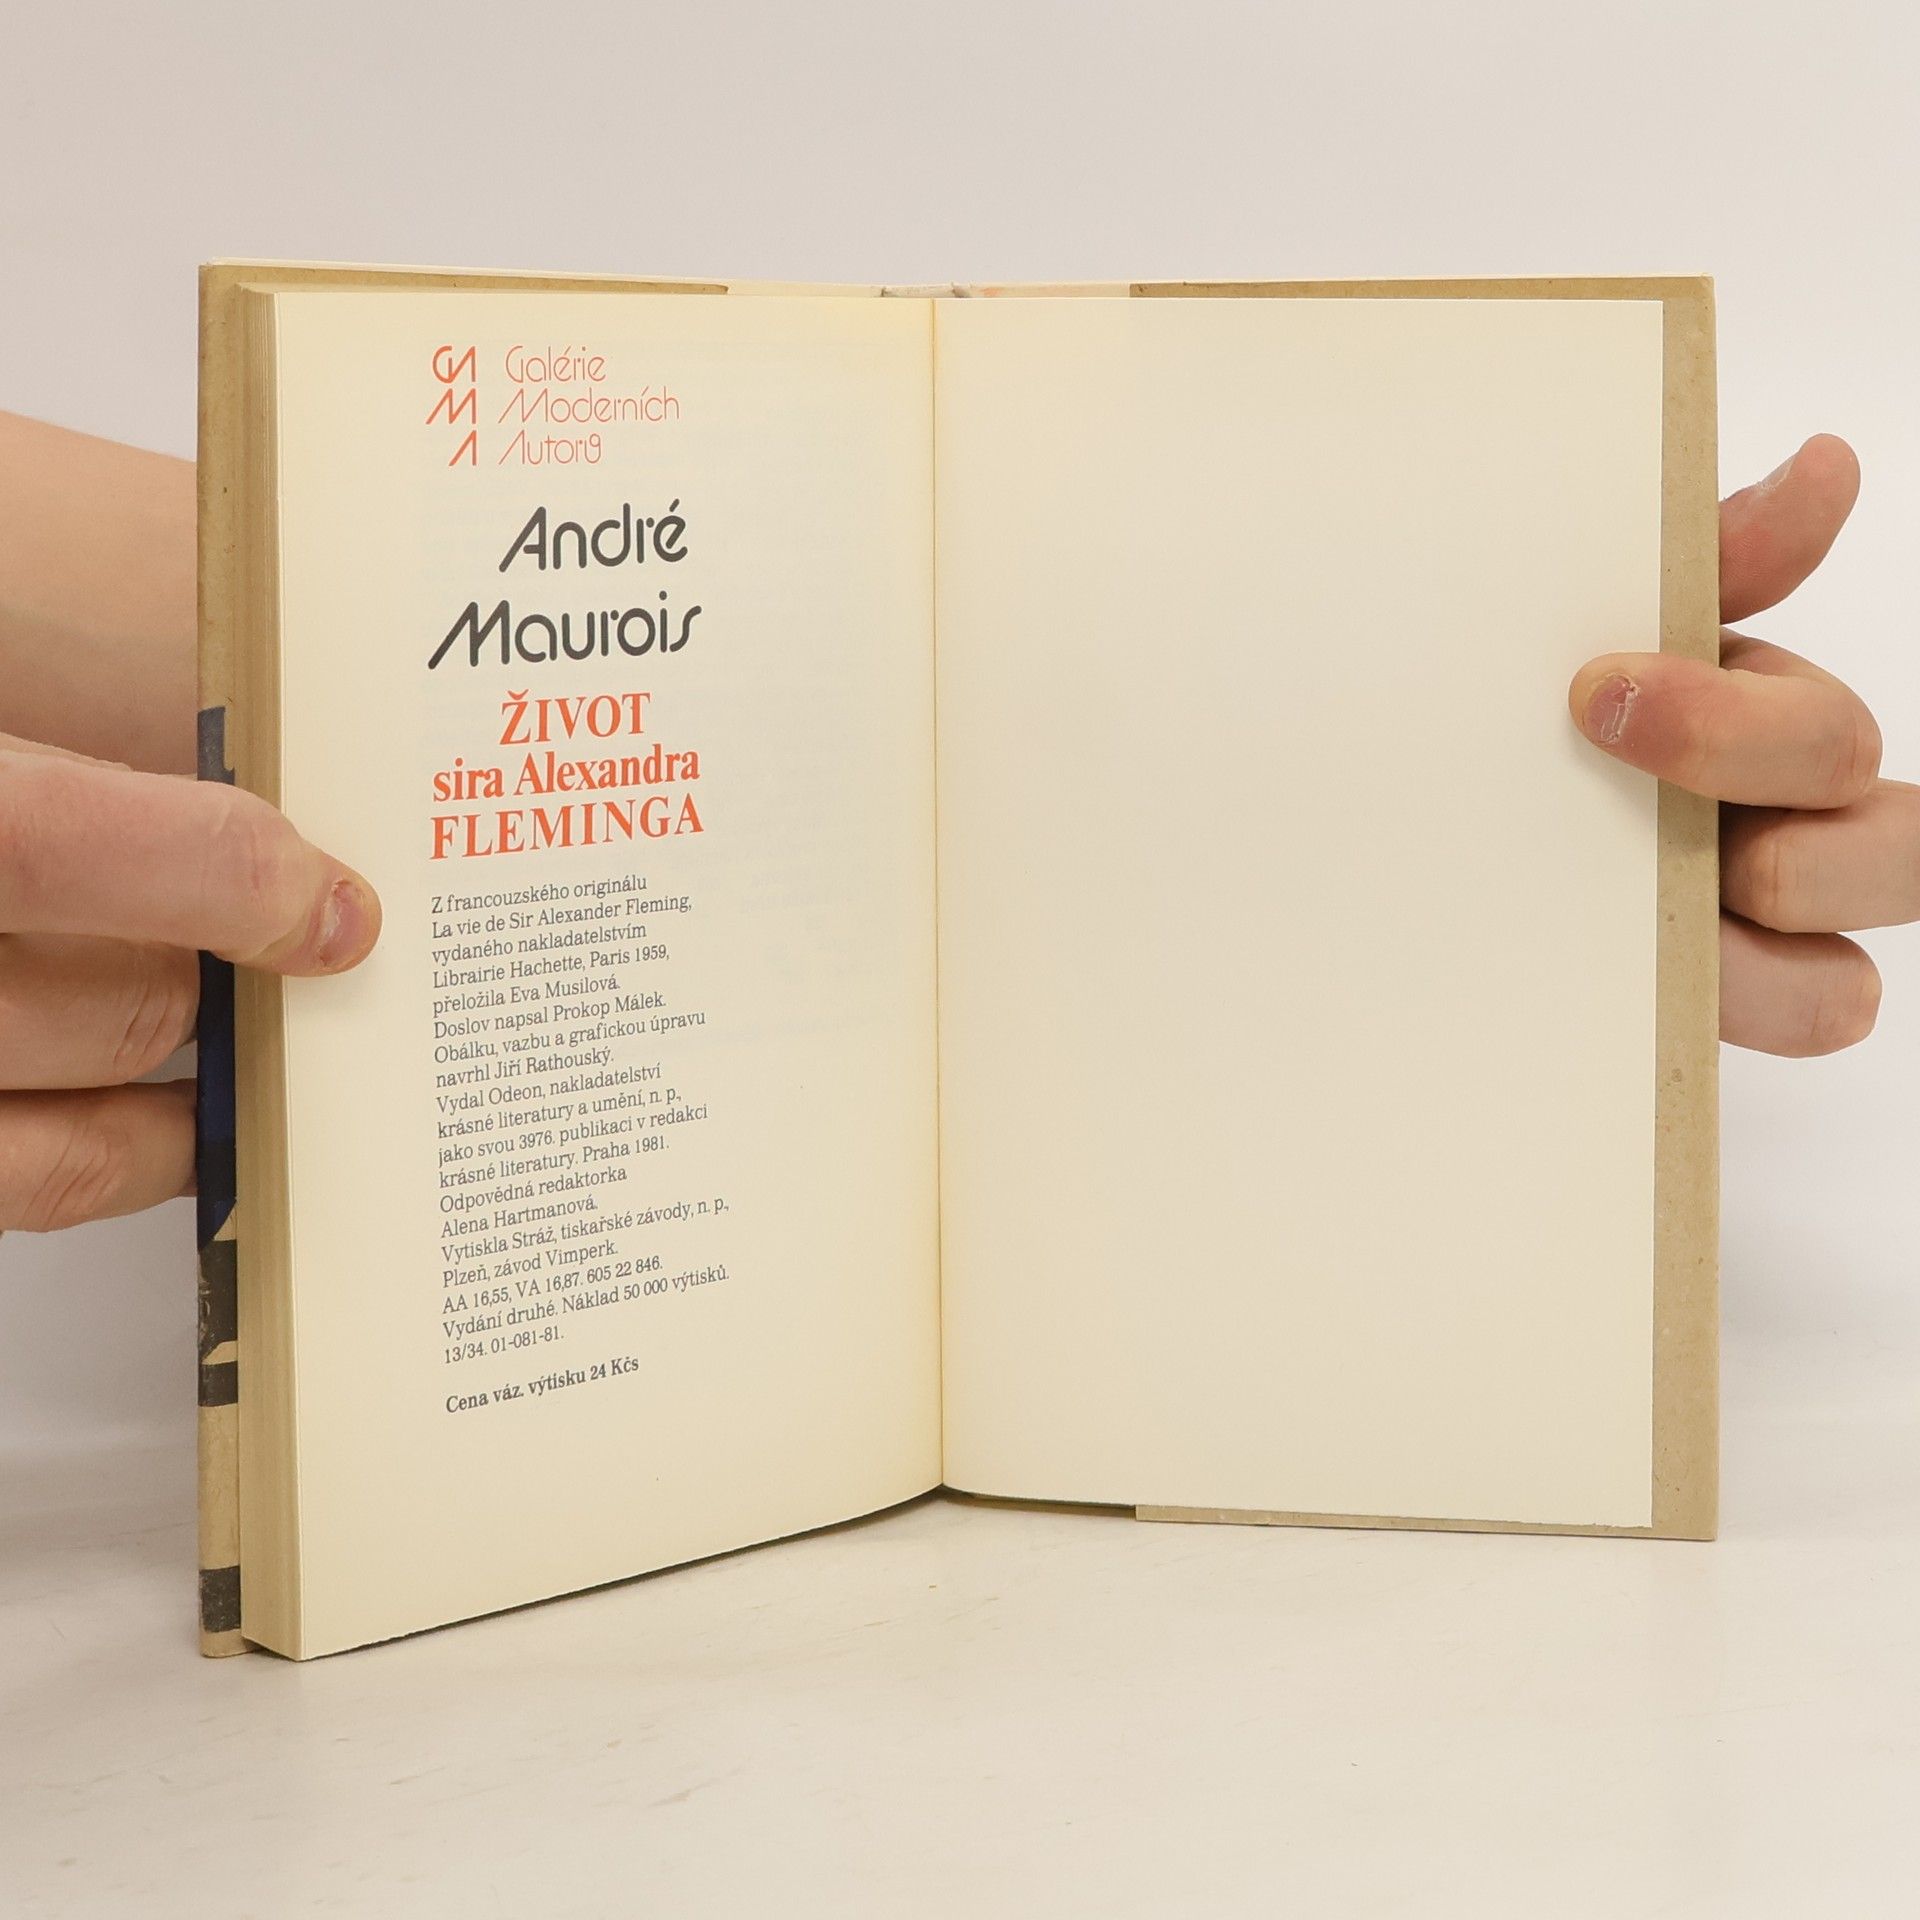 GMA Galérie
Moderních
Autorů
André
Maurois
ŽIVOT
sira Alexandra
FLEMINGA
Z francouzského originálu
La vie de Sir Alexander Fleming,
vydaného nakladatelstvím
Librairie Hachette, Paris 1959,
přeložila Eva Musilová.
Doslov napsal Prokop Málek.
Obálku, vazbu a grafickou úpravu
navrhl Jiří Rathouský.
Vydal Odeon, nakladatelství
krásné literatury a umění, n. p.,
jako svou 3976. publikaci v redakci
krásné literatury. Praha 1981.
Odpovědná redaktorka
Alena Hartmanová.
Vytiskla Stráž, tiskařské závody, n. p.,
Plzeň, závod Vimperk.
AA 16,55, VA 16,87. 605 22 846.
Vydání druhé. Náklad 50 000 výtisků.
13/34. 01-081-81.
Cena váz. výtisku 24 Kčs